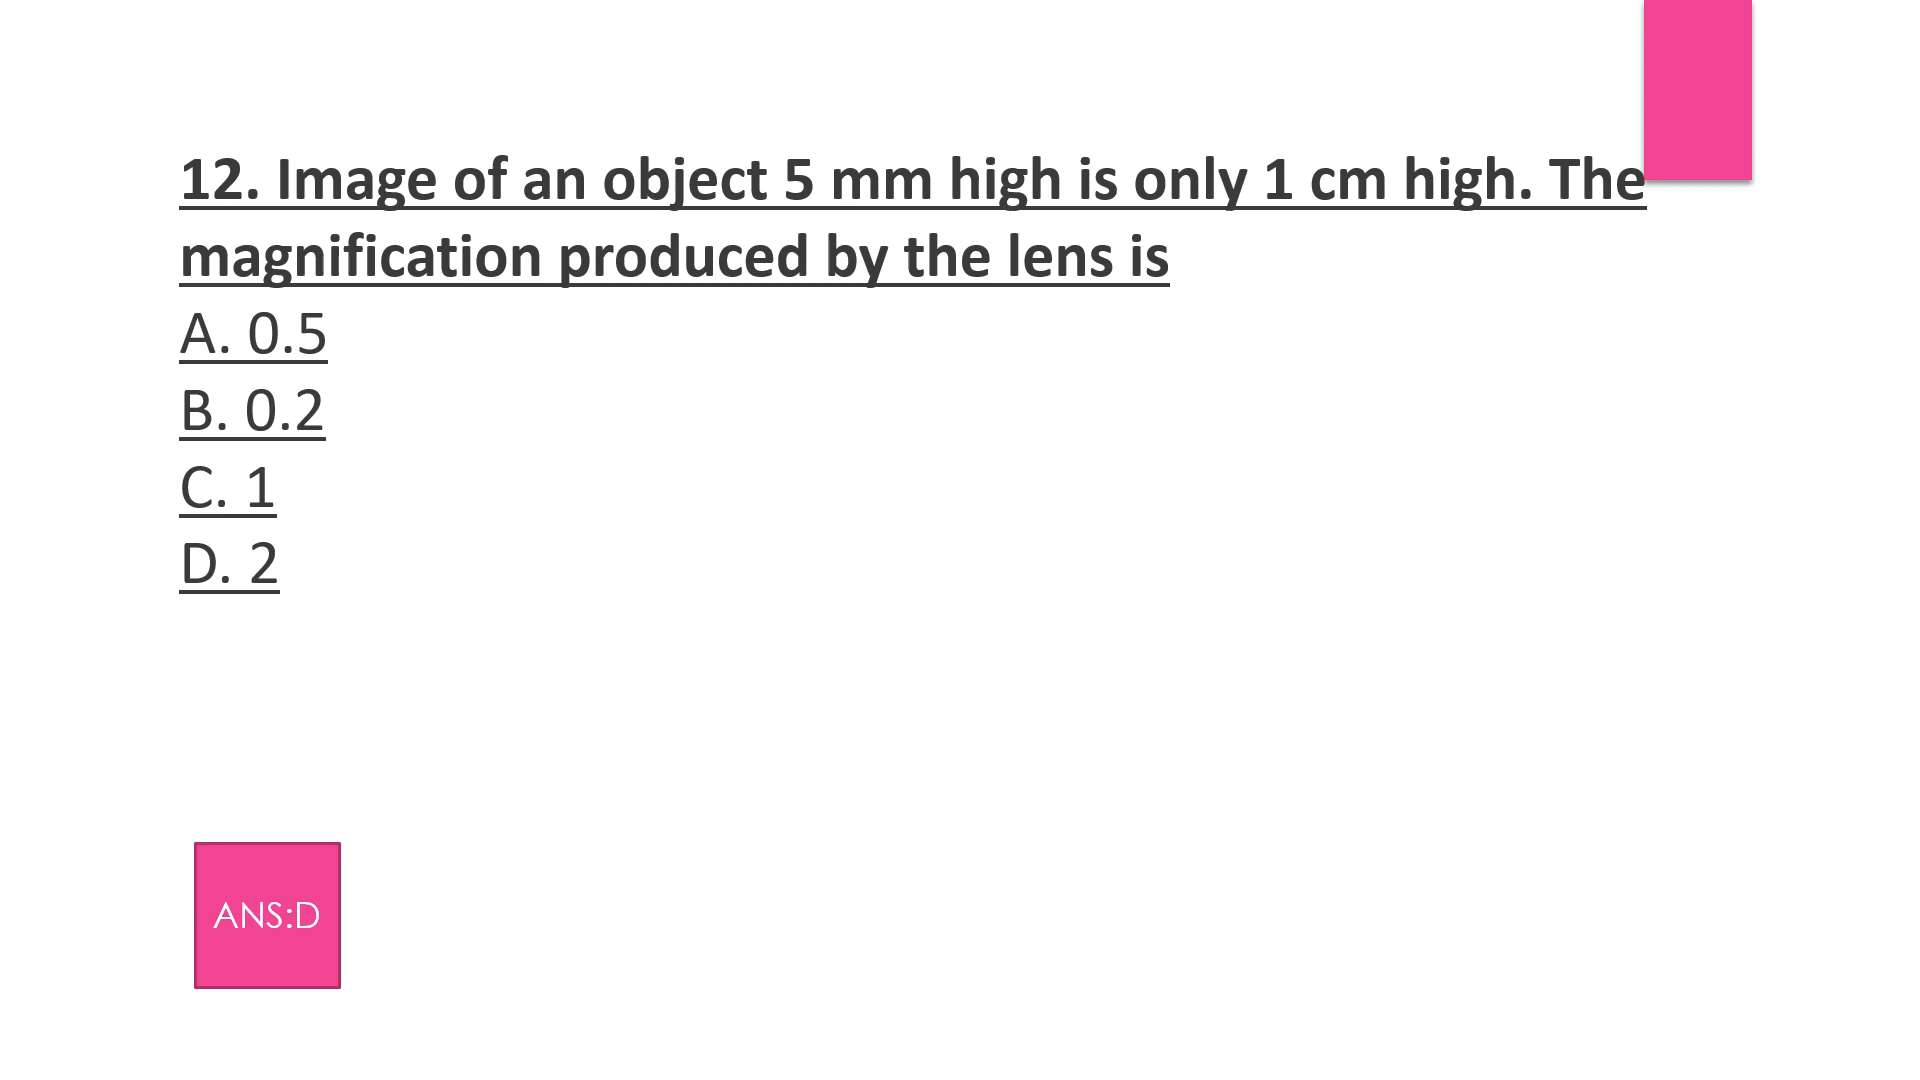 12. Image of an object 5 mm high is only 1 cm high. The
magnification produced by the lens is
A. 0.5
B. 0.2
C. 1
D. 2
ANS:D